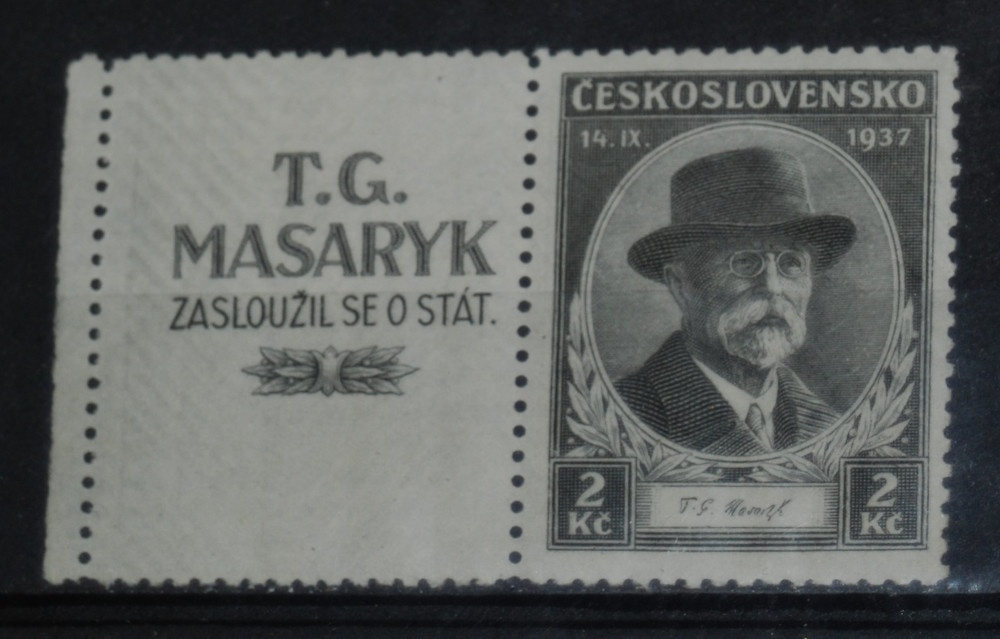 T.G.
MASARYK
ZASLOUŽIL SE O STÁT.
ČESKOSLOVENSKO
14. IX. 1937
2 Kč
T. G. Masaryk
2 Kč